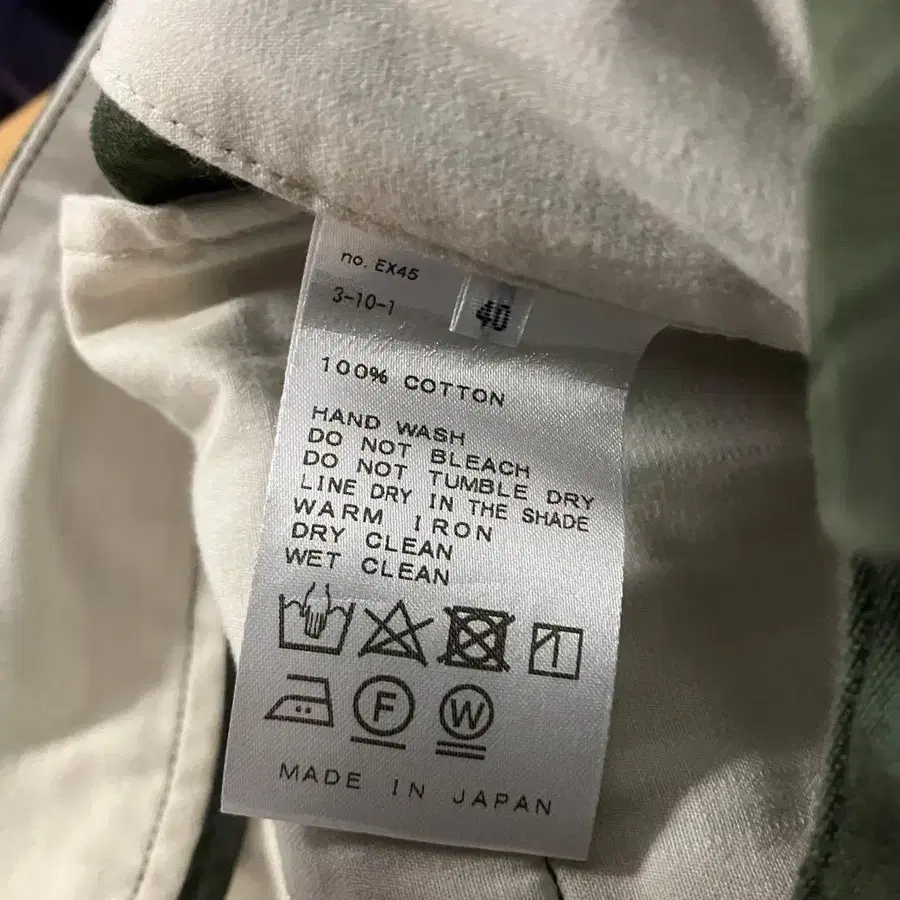 no. EX45
3-10-1
40
100% COTTON
HAND WASH
DO NOT BLEACH
DO NOT TUMBLE DRY
LINE DRY IN THE SHADE
WARM IRON
DRY CLEAN
WET CLEAN
F W
MADE IN JAPAN